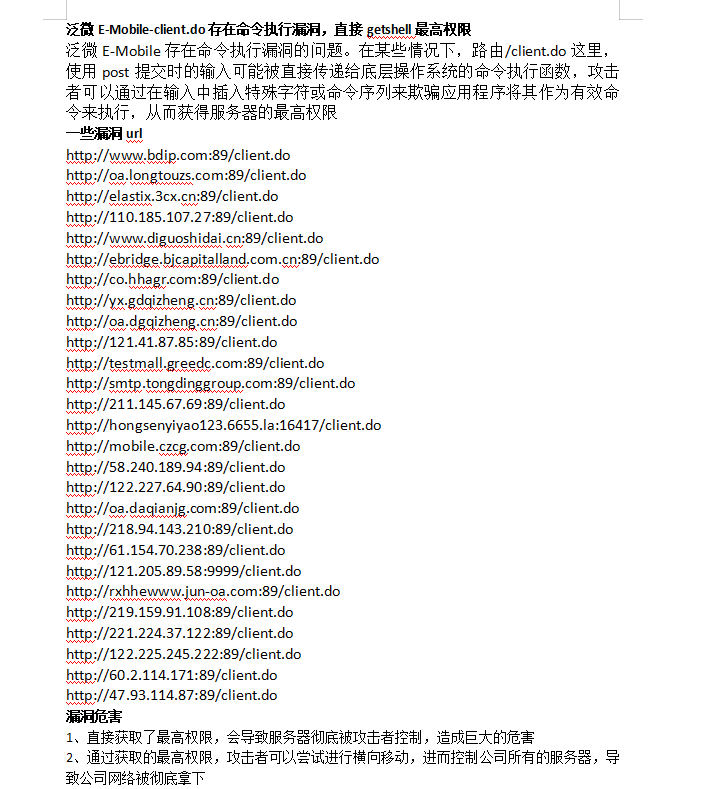 泛微 E-Mobile-client.do 存在命令执行漏洞，直接 getshell 最高权限
泛微 E-Mobile 存在命令执行漏洞的问题。在某些情况下，路由/client.do 这里，
使用 post 提交时的输入可能被直接传递给底层操作系统的命令执行函数，攻击
者可以通过在输入中插入特殊字符或命令序列来欺骗应用程序将其作为有效命
令来执行，从而获得服务器的最高权限
一些漏洞 url
http://www.bdip.com:89/client.do
http://oa.longtouzs.com:89/client.do
http://elastix.3cx.cn:89/client.do
http://110.185.107.27:89/client.do
http://www.diguoshidai.cn:89/client.do
http://ebridge.bjcapitalland.com.cn:89/client.do
http://co.hhagr.com:89/client.do
http://yx.gdqizheng.cn:89/client.do
http://oa.dgqizheng.cn:89/client.do
http://121.41.87.85:89/client.do
http://testmall.greedc.com:89/client.do
http://smtp.tongdinggroup.com:89/client.do
http://211.145.67.69:89/client.do
http://hongsenyiyao123.6655.la:16417/client.do
http://mobile.czcg.com:89/client.do
http://58.240.189.94:89/client.do
http://122.227.64.90:89/client.do
http://oa.daqianjg.com:89/client.do
http://218.94.143.210:89/client.do
http://61.154.70.238:89/client.do
http://121.205.89.58:9999/client.do
http://rxhhewww.jun-oa.com:89/client.do
http://219.159.91.108:89/client.do
http://221.224.37.122:89/client.do
http://122.225.245.222:89/client.do
http://60.2.114.171:89/client.do
http://47.93.114.87:89/client.do
漏洞危害
1、直接获取了最高权限，会导致服务器彻底被攻击者控制，造成巨大的危害
2、通过获取的最高权限，攻击者可以尝试进行横向移动，进而控制公司所有的服务器，导
致公司网络被彻底拿下